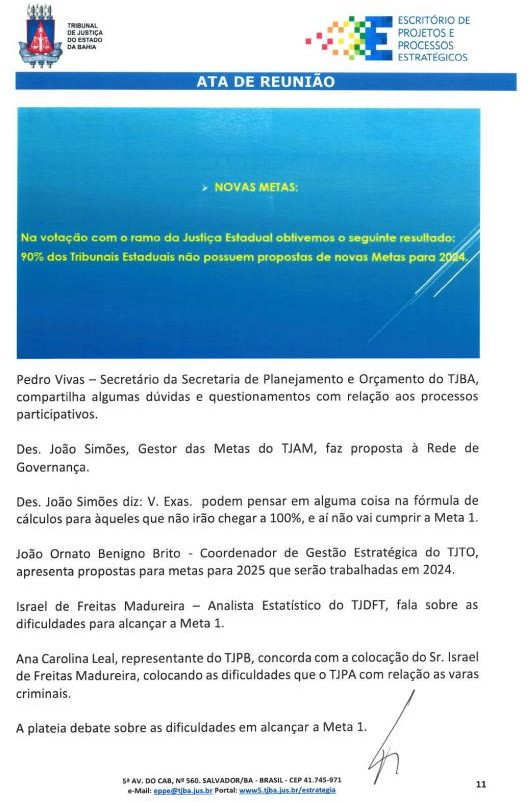 TRIBUNAL
DE JUSTIÇA
DO ESTADO
DA BAHIA
ESCRITÓRIO DE
PROJETOS E
PROCESSOS
ESTRATÉGICOS
ATA DE REUNIÃO
➢ NOVAS METAS:
Na votação com o ramo da Justiça Estadual obtivemos o seguinte resultado:
90% dos Tribunais Estaduais não possuem propostas de novas Metas para 2024.
Pedro Vivas – Secretário da Secretaria de Planejamento e Orçamento do TJBA,
compartilha algumas dúvidas e questionamentos com relação aos processos
participativos.
Des. João Simões, Gestor das Metas do TJAM, faz proposta à Rede de
Governança.
Des. João Simões diz: V. Exas. podem pensar em alguma coisa na fórmula de
cálculos para àqueles que não irão chegar a 100%, e aí não vai cumprir a Meta 1.
João Ornato Benigno Brito - Coordenador de Gestão Estratégica do TJTO,
apresenta propostas para metas para 2025 que serão trabalhadas em 2024.
Israel de Freitas Madureira – Analista Estatístico do TJDFT, fala sobre as
dificuldades para alcançar a Meta 1.
Ana Carolina Leal, representante do TJPB, concorda com a colocação do Sr. Israel
de Freitas Madureira, colocando as dificuldades que o TJPA com relação as varas
criminais.
A plateia debate sobre as dificuldades em alcançar a Meta 1.
5ª AV. DO CAB, Nº 560. SALVADOR/BA - BRASIL - CEP 41.745-971
e-Mail: eppe@tjba.jus.br Portal: www5.tjba.jus.br/estrategia
11